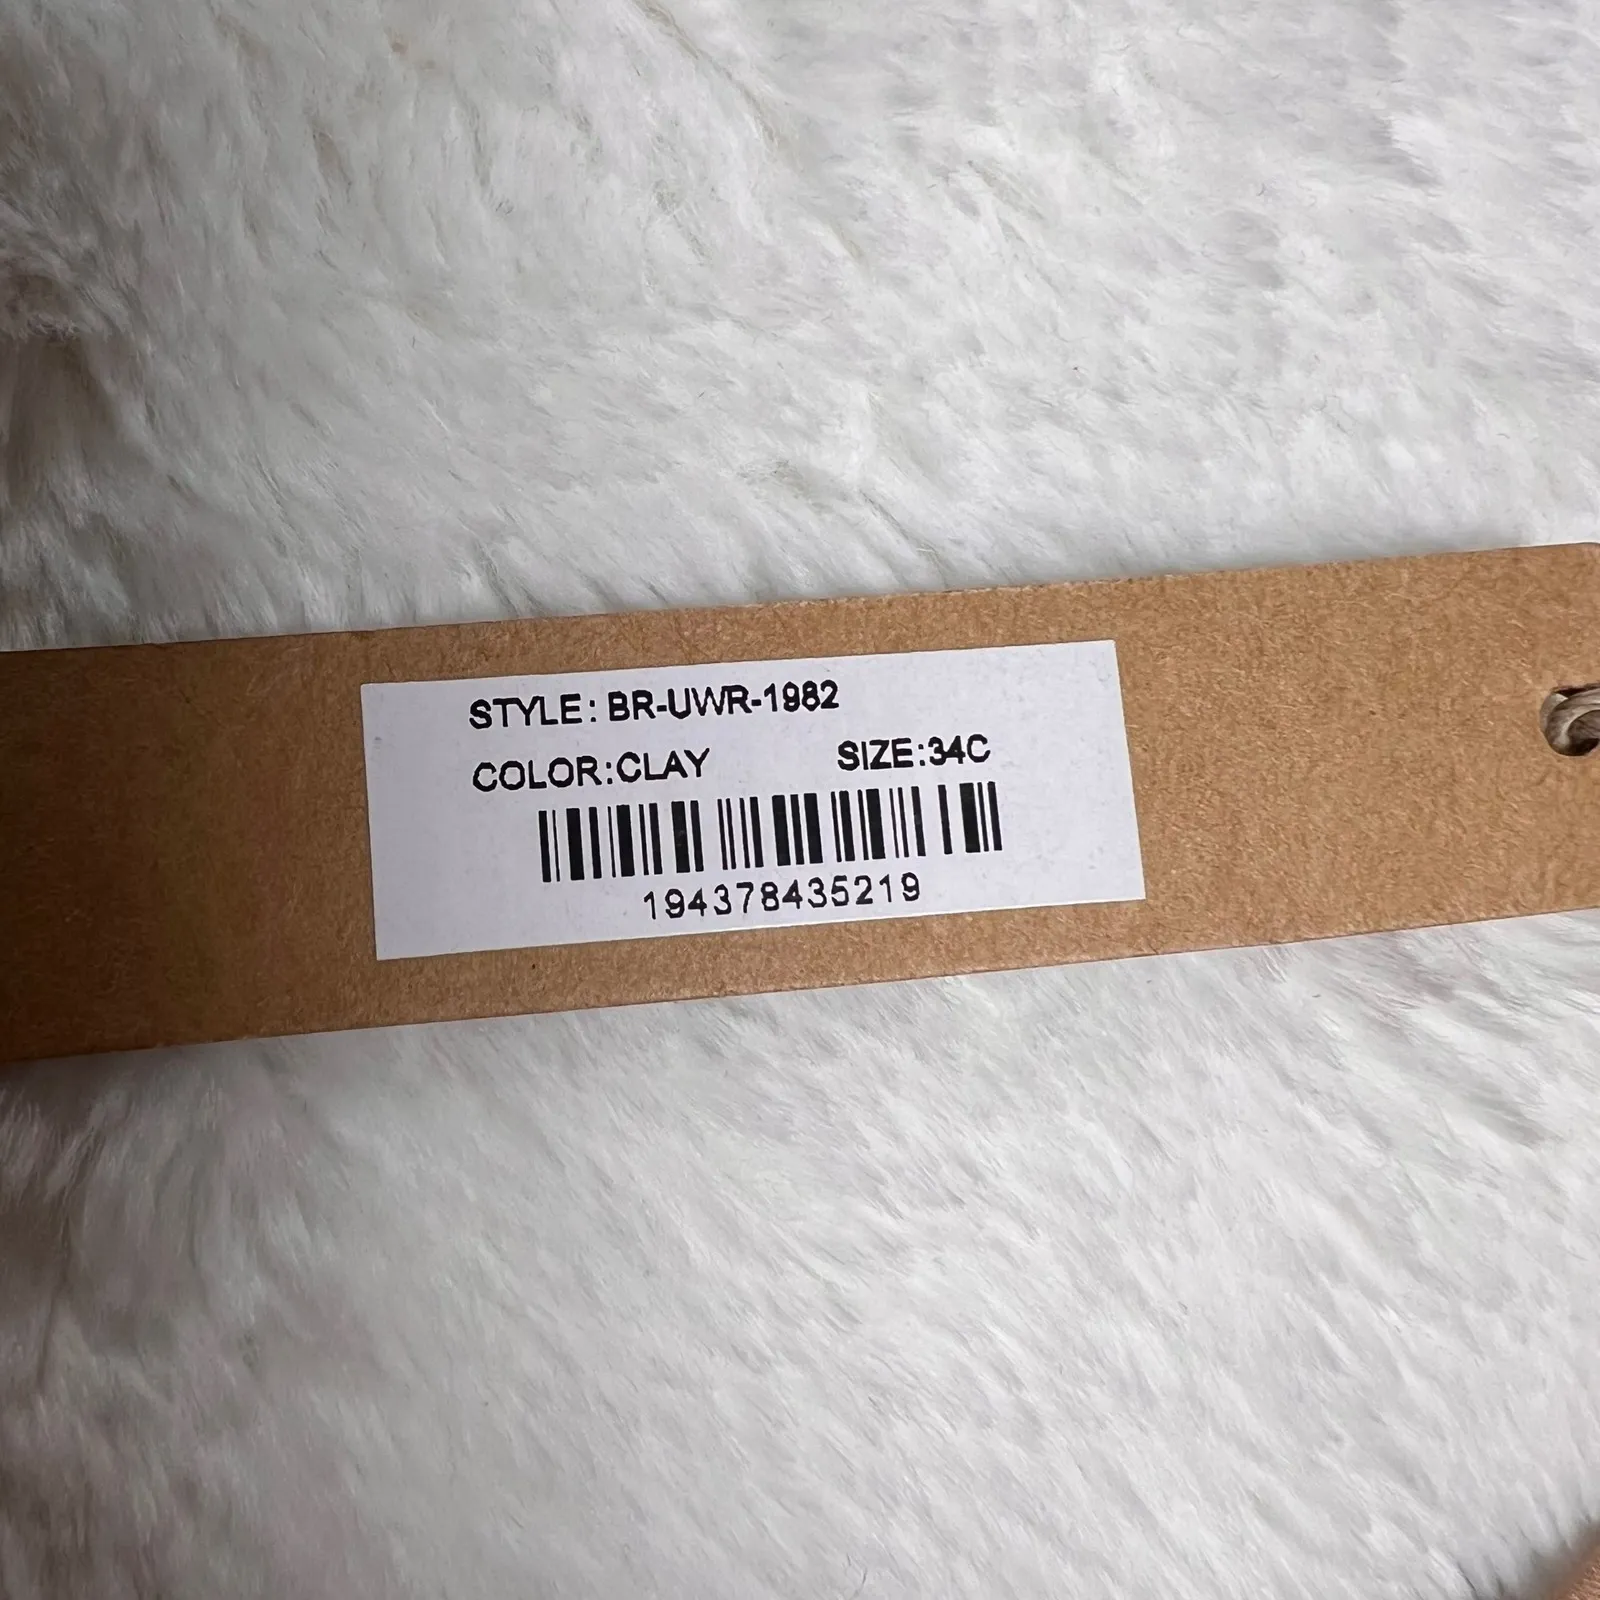 STYLE: BR-UWR-1982
COLOR:CLAY SIZE:34C
194378435219